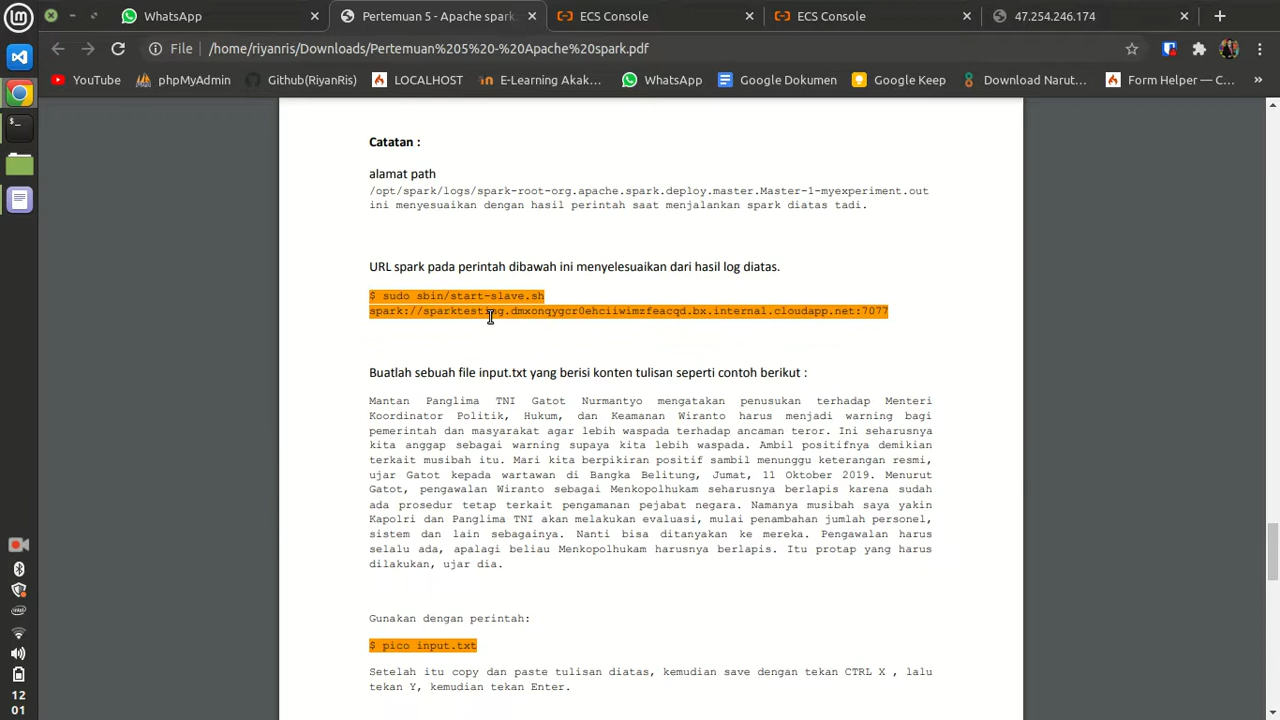 WhatsApp
Pertemuan 5 - Apache spark.
ECS Console
ECS Console
47.254.246.174
File
/home/riyanris/Downloads/Pertemuan%205%20-%20Apache%20spark.pdf
YouTube
phpMyAdmin
Github(RiyanRis)
LOCALHOST
E-Learning Akak...
WhatsApp
Google Dokumen
Google Keep
Download Narut...
Form Helper — C...
»
Catatan :
alamat path
/opt/spark/logs/spark-root-org.apache.spark.deploy.master.Master-1-myexperiment.out
ini menyesuaikan dengan hasil perintah saat menjalankan spark diatas tadi.
URL spark pada perintah dibawah ini menyelesuaikan dari hasil log diatas.
$ sudo sbin/start-slave.sh
spark://sparktesting.dmxonqygcr0ehciiwimzfeacqd.bx.internal.cloudapp.net:7077
Buatlah sebuah file input.txt yang berisi konten tulisan seperti contoh berikut :
Mantan Panglima TNI Gatot Nurmantyo mengatakan penusukan terhadap Menteri
Koordinator Politik, Hukum, dan Keamanan Wiranto harus menjadi warning bagi
pemerintah dan masyarakat agar lebih waspada terhadap ancaman teror. Ini seharusnya
kita anggap sebagai warning supaya kita lebih waspada. Ambil positifnya demikian
terkait musibah itu. Mari kita berpikiran positif sambil menunggu keterangan resmi,
ujar Gatot kepada wartawan di Bangka Belitung, Jumat, 11 Oktober 2019. Menurut
Gatot, pengawalan Wiranto sebagai Menkopolhukam seharusnya berlapis karena sudah
ada prosedur tetap terkait pengamanan pejabat negara. Namanya musibah saya yakin
Kapolri dan Panglima TNI akan melakukan evaluasi, mulai penambahan jumlah personel,
sistem dan lain sebagainya. Nanti bisa ditanyakan ke mereka. Pengawalan harus
selalu ada, apalagi beliau Menkopolhukam harusnya berlapis. Itu protap yang harus
dilakukan, ujar dia.
Gunakan dengan perintah:
$ pico input.txt
Setelah itu copy dan paste tulisan diatas, kemudian save dengan tekan CTRL X , lalu
tekan Y, kemudian tekan Enter.
12
01